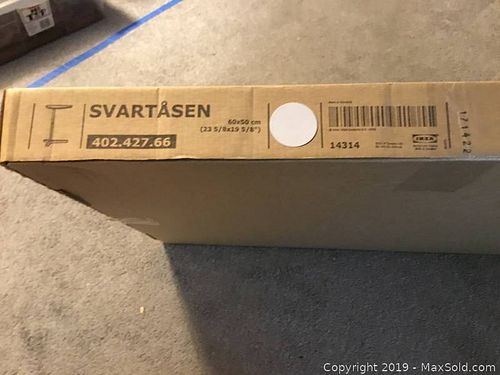 SVARTÅSEN
60x50 cm
(23 5/8x19 5/8")
402.427.66
14314
IKEA
171422
Copyright © 2019 - MaxSold.com